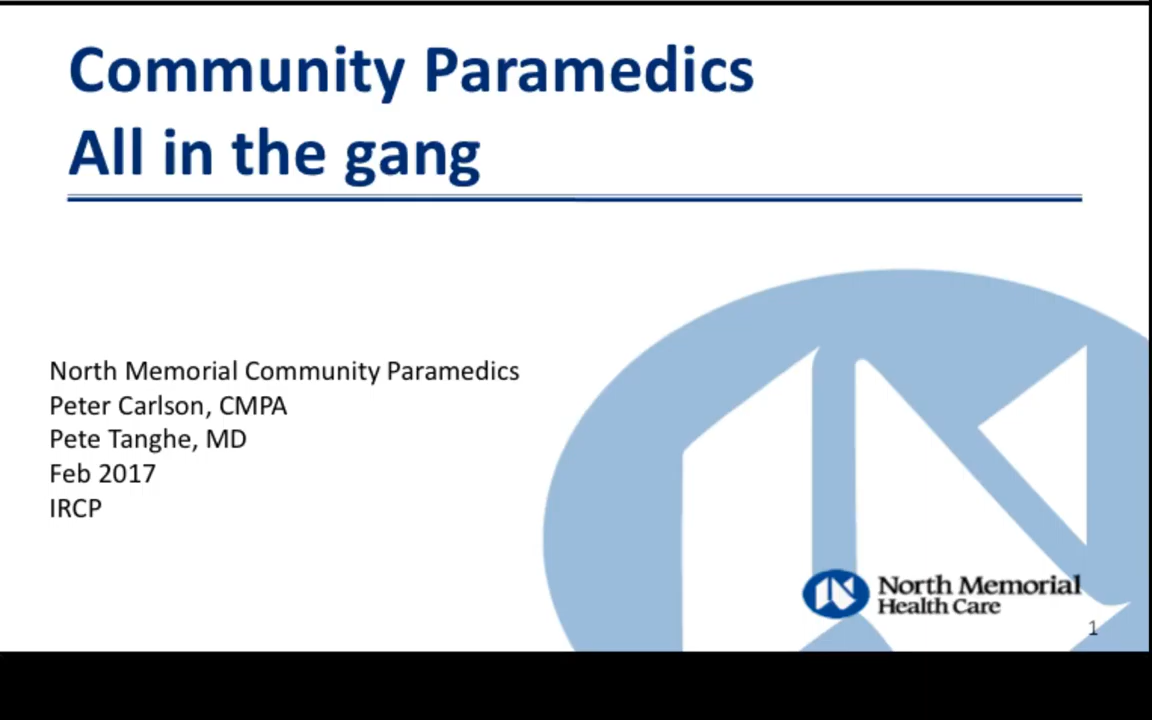 Community Paramedics
All in the gang
North Memorial Community Paramedics
Peter Carlson, CMPA
Pete Tanghe, MD
Feb 2017
IRCP
North Memorial
Health Care
1